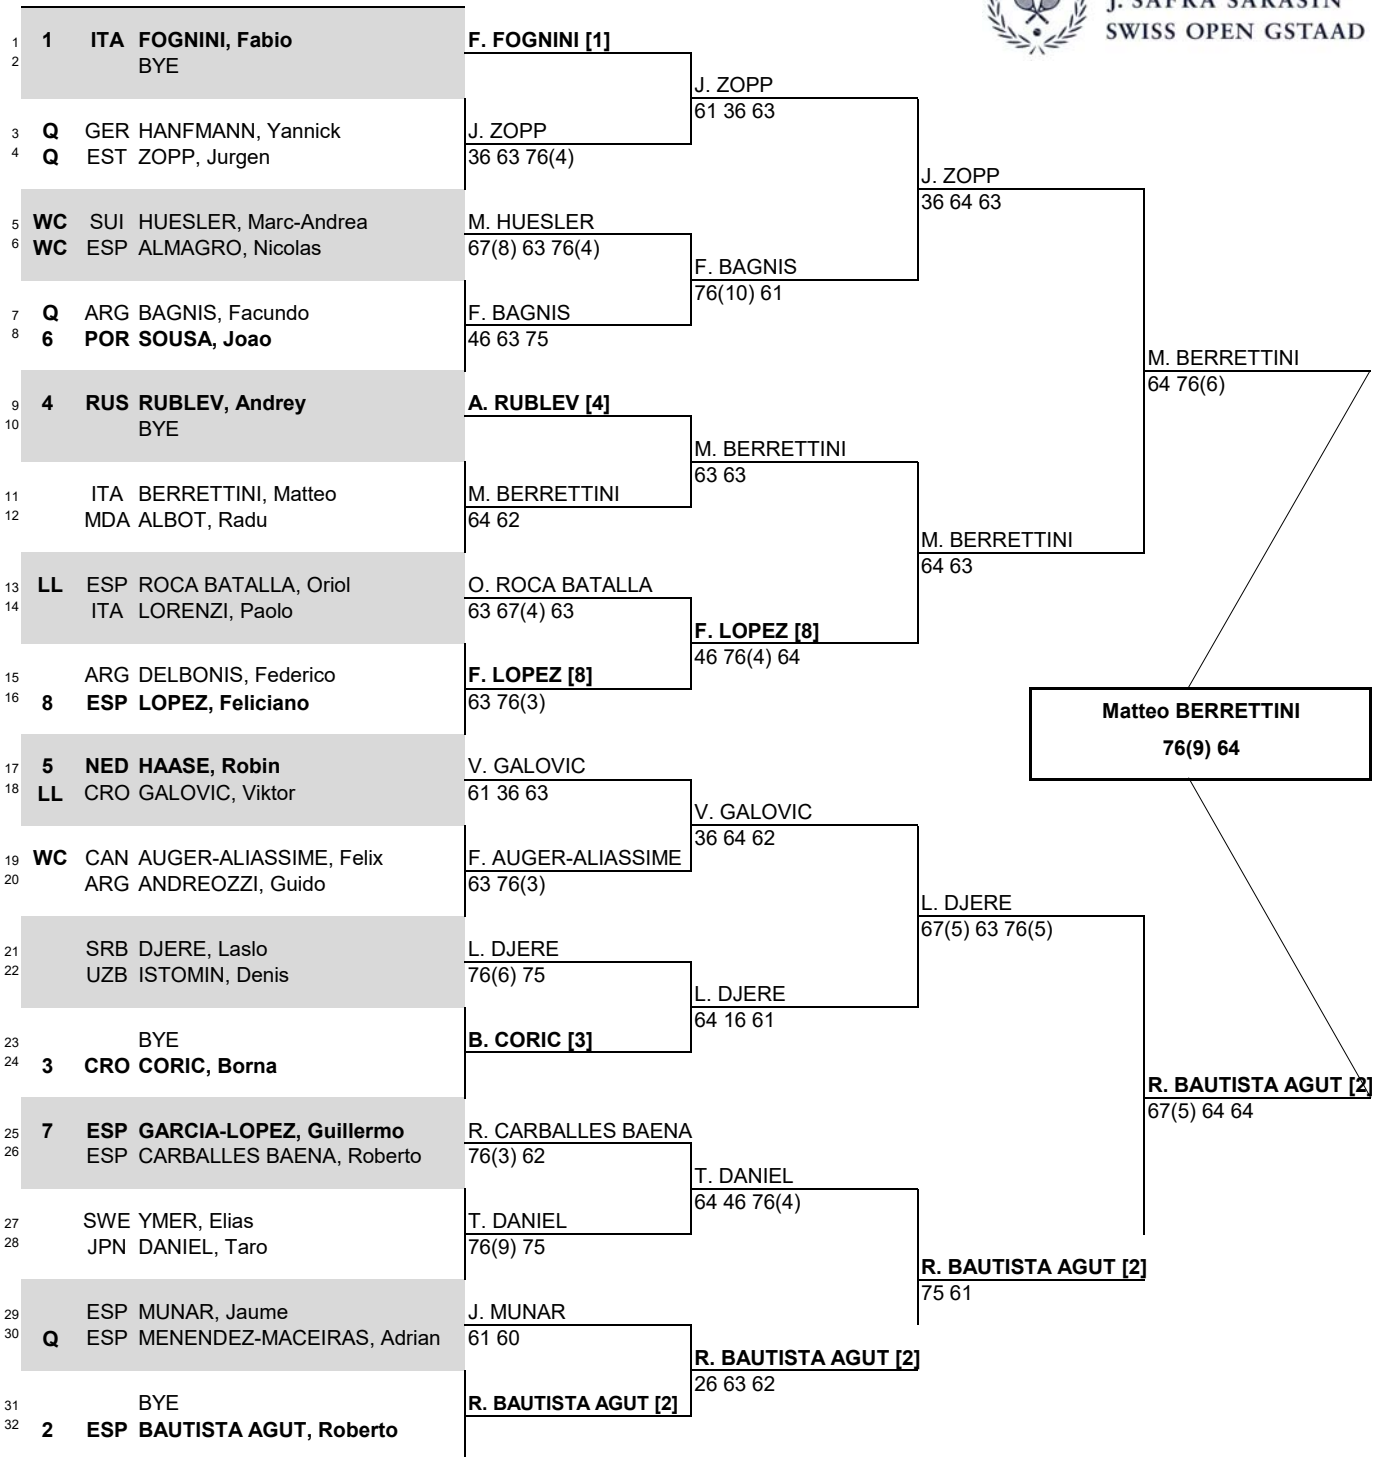 J. SAFRA SARASIN
SWISS OPEN GSTAAD
1 1 ITA FOGNINI, Fabio
2 BYE
3 Q GER HANFMANN, Yannick
4 Q EST ZOPP, Jurgen
5 WC SUI HUESLER, Marc-Andrea
6 WC ESP ALMAGRO, Nicolas
7 Q ARG BAGNIS, Facundo
8 6 POR SOUSA, Joao
9 4 RUS RUBLEV, Andrey
10 BYE
11 ITA BERRETTINI, Matteo
12 MDA ALBOT, Radu
13 LL ESP ROCA BATALLA, Oriol
14 ITA LORENZI, Paolo
15 ARG DELBONIS, Federico
16 8 ESP LOPEZ, Feliciano
17 5 NED HAASE, Robin
18 LL CRO GALOVIC, Viktor
19 WC CAN AUGER-ALIASSIME, Felix
20 ARG ANDREOZZI, Guido
21 SRB DJERE, Laslo
22 UZB ISTOMIN, Denis
23 BYE
24 3 CRO CORIC, Borna
25 7 ESP GARCIA-LOPEZ, Guillermo
26 ESP CARBALLES BAENA, Roberto
27 SWE YMER, Elias
28 JPN DANIEL, Taro
29 ESP MUNAR, Jaume
30 Q ESP MENENDEZ-MACEIRAS, Adrian
31 BYE
32 2 ESP BAUTISTA AGUT, Roberto
F. FOGNINI [1]
J. ZOPP
36 63 76(4)
M. HUESLER
67(8) 63 76(4)
F. BAGNIS
46 63 75
A. RUBLEV [4]
M. BERRETTINI
64 62
O. ROCA BATALLA
63 67(4) 63
F. LOPEZ [8]
63 76(3)
V. GALOVIC
61 36 63
F. AUGER-ALIASSIME
63 76(3)
L. DJERE
76(6) 75
B. CORIC [3]
R. CARBALLES BAENA
76(3) 62
T. DANIEL
76(9) 75
J. MUNAR
61 60
R. BAUTISTA AGUT [2]
J. ZOPP
61 36 63
F. BAGNIS
76(10) 61
M. BERRETTINI
63 63
F. LOPEZ [8]
46 76(4) 64
V. GALOVIC
36 64 62
L. DJERE
64 16 61
T. DANIEL
64 46 76(4)
R. BAUTISTA AGUT [2]
26 63 62
J. ZOPP
36 64 63
M. BERRETTINI
64 63
L. DJERE
67(5) 63 76(5)
R. BAUTISTA AGUT [2]
75 61
M. BERRETTINI
64 76(6)
R. BAUTISTA AGUT [2]
67(5) 64 64
Matteo BERRETTINI
76(9) 64